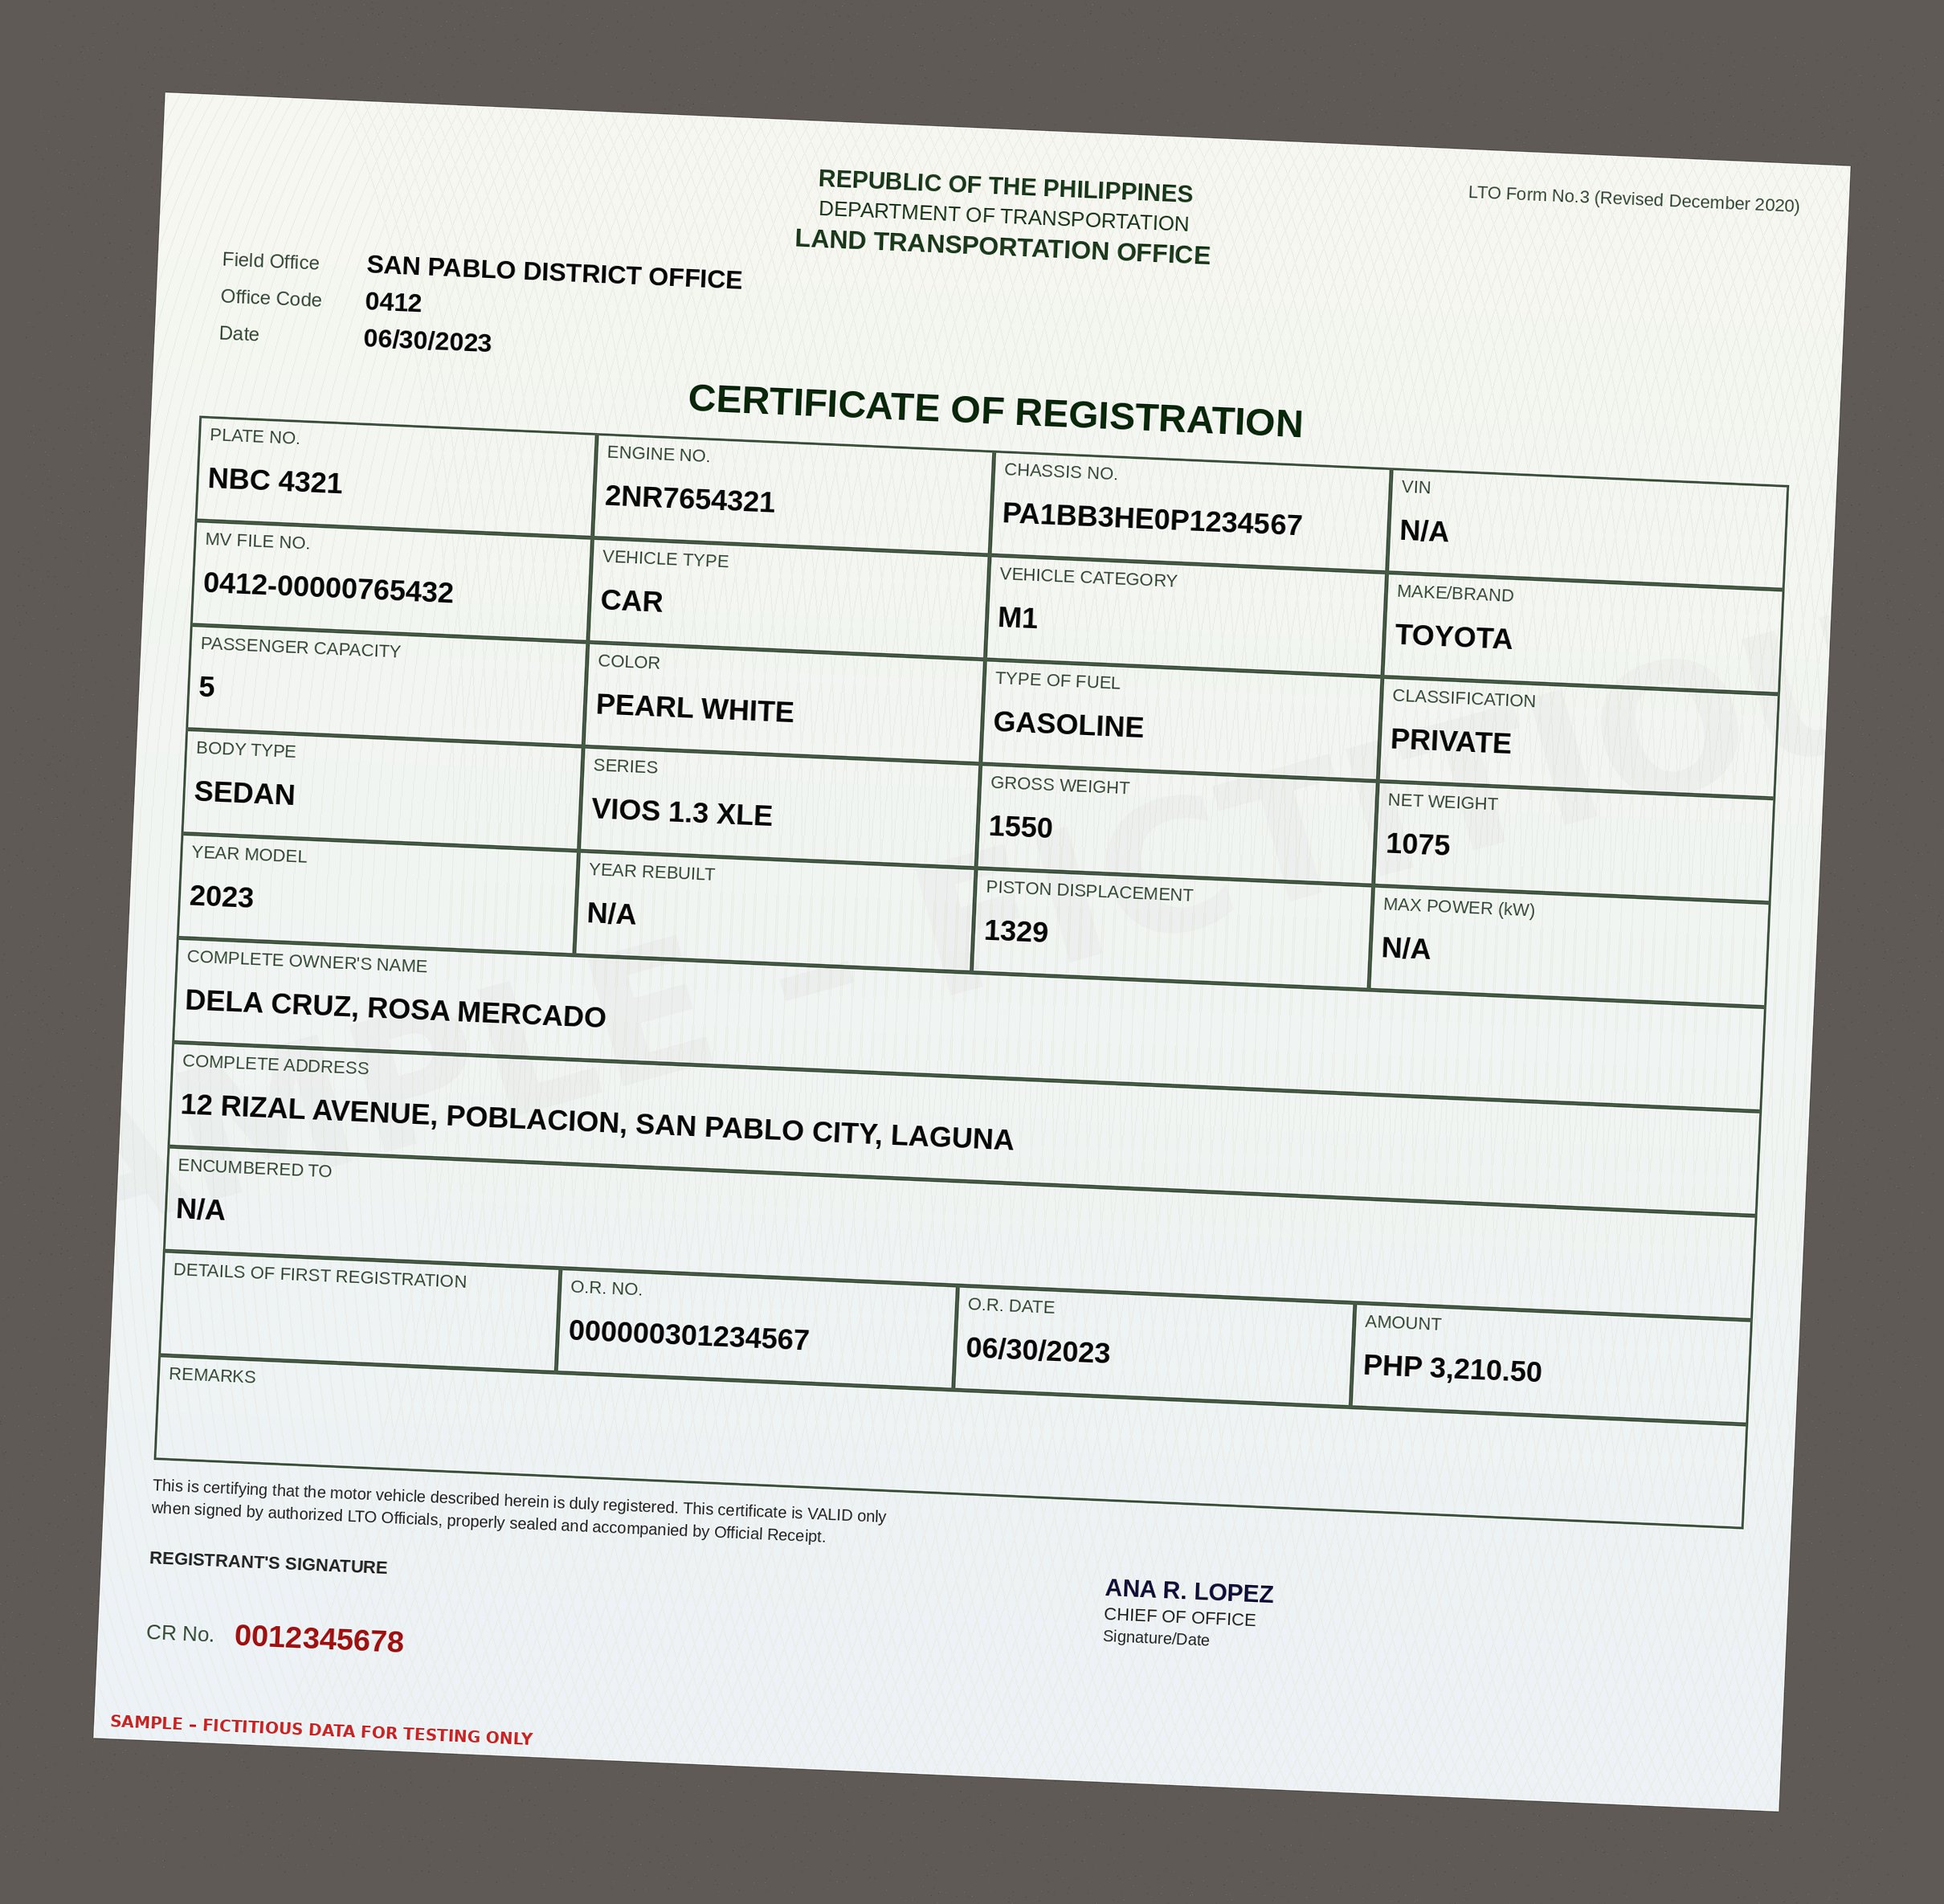 REPUBLIC OF THE PHILIPPINES
DEPARTMENT OF TRANSPORTATION
LAND TRANSPORTATION OFFICE
LTO Form No.3 (Revised December 2020)
Field Office SAN PABLO DISTRICT OFFICE
Office Code 0412
Date 06/30/2023
CERTIFICATE OF REGISTRATION
PLATE NO. ENGINE NO. CHASSIS NO. VIN
NBC 4321 2NR7654321 PA1BB3HE0P1234567 N/A
MV FILE NO. VEHICLE TYPE VEHICLE CATEGORY MAKE/BRAND
0412-00000765432 CAR M1 TOYOTA
PASSENGER CAPACITY COLOR TYPE OF FUEL CLASSIFICATION
5 PEARL WHITE GASOLINE PRIVATE
BODY TYPE SERIES GROSS WEIGHT NET WEIGHT
SEDAN VIOS 1.3 XLE 1550 1075
YEAR MODEL YEAR REBUILT PISTON DISPLACEMENT MAX POWER (kW)
2023 N/A 1329 N/A
COMPLETE OWNER'S NAME
DELA CRUZ, ROSA MERCADO
COMPLETE ADDRESS
12 RIZAL AVENUE, POBLACION, SAN PABLO CITY, LAGUNA
ENCUMBERED TO
N/A
DETAILS OF FIRST REGISTRATION O.R. NO. O.R. DATE AMOUNT
000000301234567 06/30/2023 PHP 3,210.50
REMARKS
This is certifying that the motor vehicle described herein is duly registered. This certificate is VALID only
when signed by authorized LTO Officials, properly sealed and accompanied by Official Receipt.
REGISTRANT'S SIGNATURE
ANA R. LOPEZ
CHIEF OF OFFICE
Signature/Date
CR No. 0012345678
SAMPLE – FICTITIOUS DATA FOR TESTING ONLY